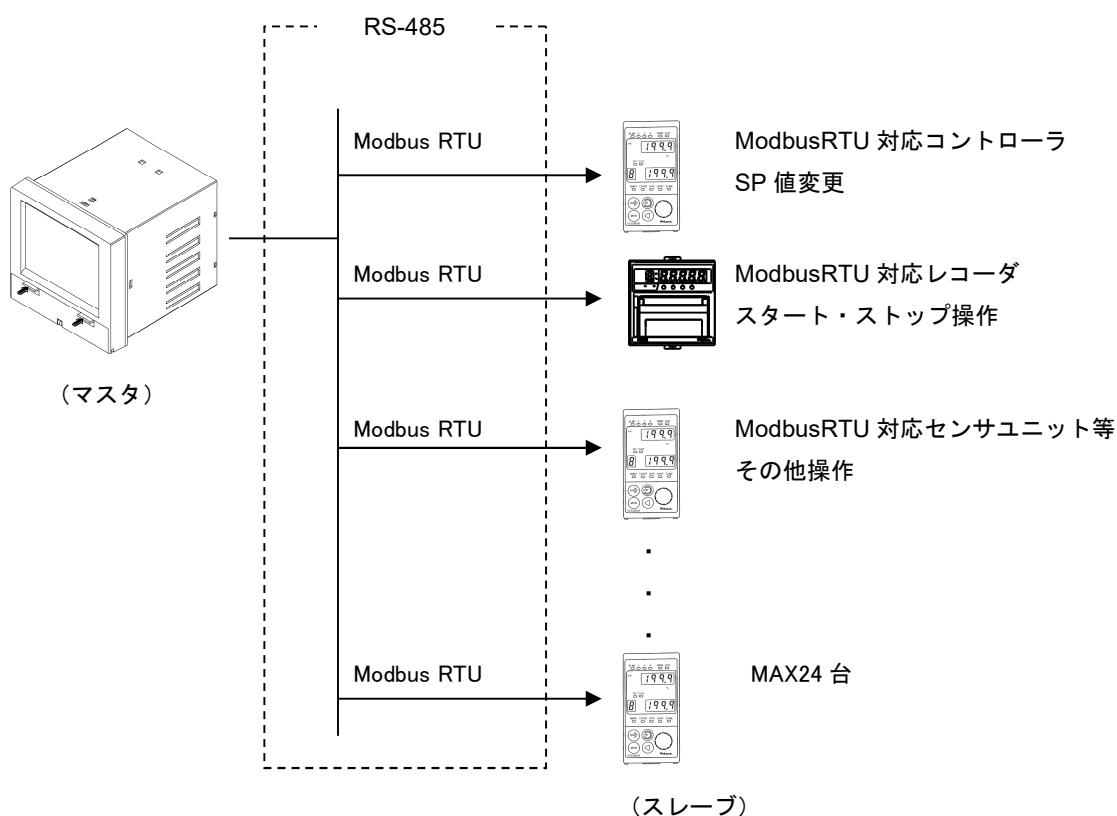 RS-485
Modbus RTU
ModbusRTU 対応コントローラ
SP 値変更
Modbus RTU
ModbusRTU 対応レコーダ
スタート・ストップ操作
（マスタ）
Modbus RTU
ModbusRTU 対応センサユニット等
その他操作
Modbus RTU
MAX24 台
（スレーブ）